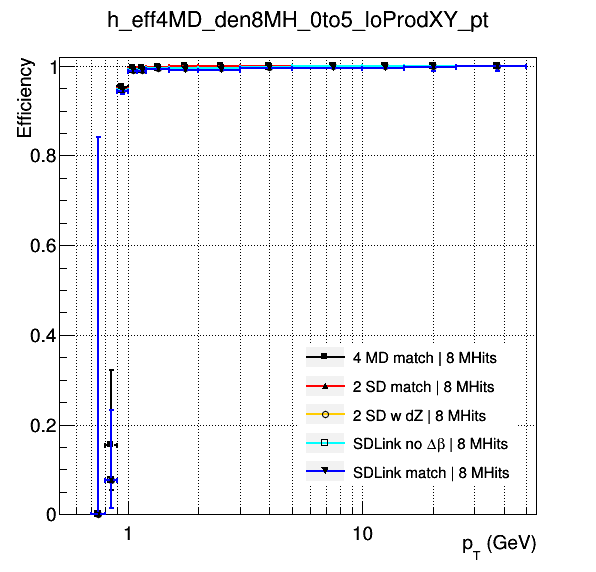 h_eff4MD_den8MH_0to5_loProdXY_pt
Efficiency
1
0.8
0.6
0.4
0.2
0
4 MD match | 8 MHits
2 SD match | 8 MHits
2 SD w dZ | 8 MHits
SDLink no Δβ | 8 MHits
SDLink match | 8 MHits
1
10
p_T (GeV)